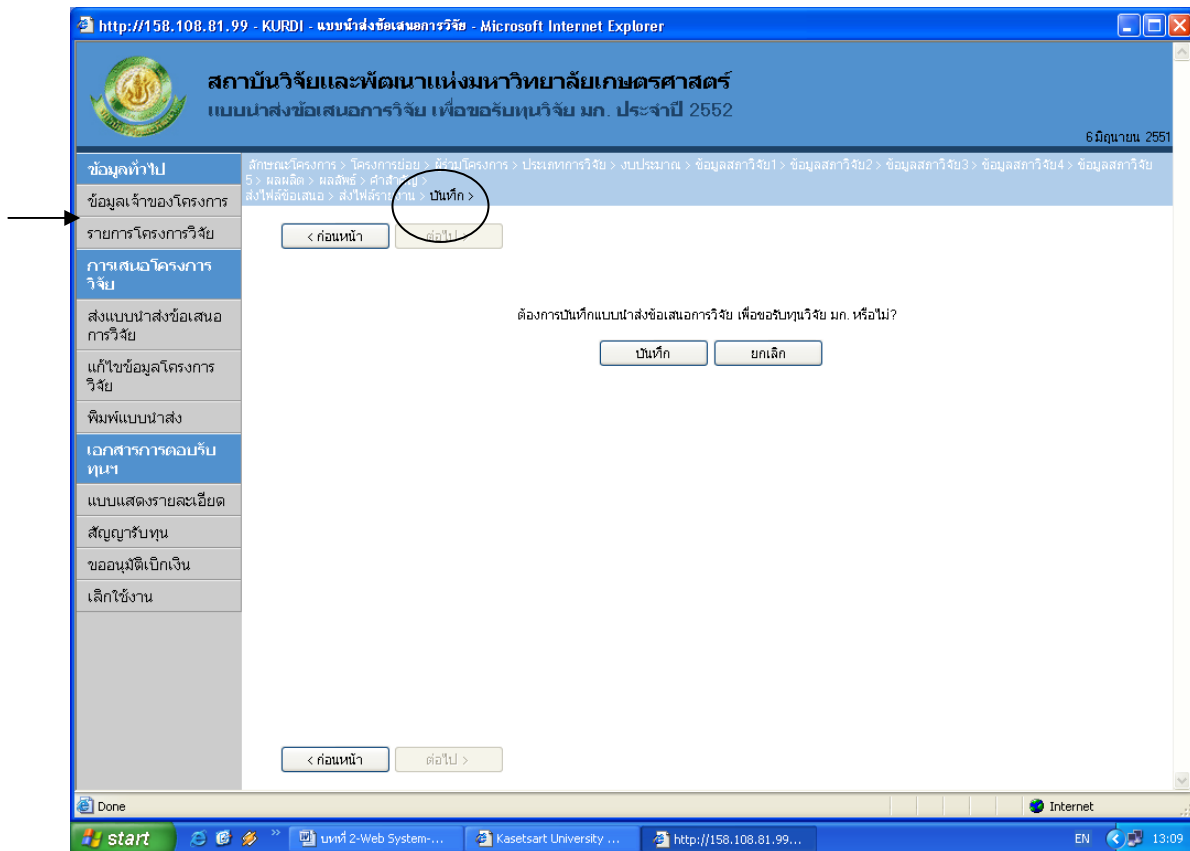 http://158.108.81.99 - KURDI - แบบนำส่งข้อเสนอการวิจัย - Microsoft Internet Explorer
สถาบันวิจัยและพัฒนาแห่งมหาวิทยาลัยเกษตรศาสตร์
แบบนำส่งข้อเสนอการวิจัย เพื่อขอรับทุนวิจัย มก. ประจำปี 2552
6 มิถุนายน 2551
ลักษณะโครงการ > โครงการย่อย > ผู้ร่วมโครงการ > ประเภทการวิจัย > งบประมาณ > ข้อมูลสภาวิจัย1 > ข้อมูลสภาวิจัย2 > ข้อมูลสภาวิจัย3 > ข้อมูลสภาวิจัย4 > ข้อมูลสภาวิจัย
5 > ผลผลิต > ผลลัพธ์ > คำสำคัญ >
ส่งไฟล์ข้อเสนอ > ส่งไฟล์รายงาน > บันทึก >
ข้อมูลทั่วไป
ข้อมูลเจ้าของโครงการ
รายการโครงการวิจัย
การเสนอโครงการ
วิจัย
ส่งแบบนำส่งข้อเสนอ
การวิจัย
แก้ไขข้อมูลโครงการ
วิจัย
พิมพ์แบบนำส่ง
เอกสารการตอบรับ
ทุนฯ
แบบแสดงรายละเอียด
สัญญารับทุน
ขออนุมัติเบิกเงิน
เลิกใช้งาน
< ก่อนหน้า ต่อไป >
ต้องการบันทึกแบบนำส่งข้อเสนอการวิจัย เพื่อขอรับทุนวิจัย มก. หรือไม่?
บันทึก ยกเลิก
< ก่อนหน้า ต่อไป >
Done Internet
start บทที่ 2-Web System-... Kasetsart University ... http://158.108.81.99... EN 13:09